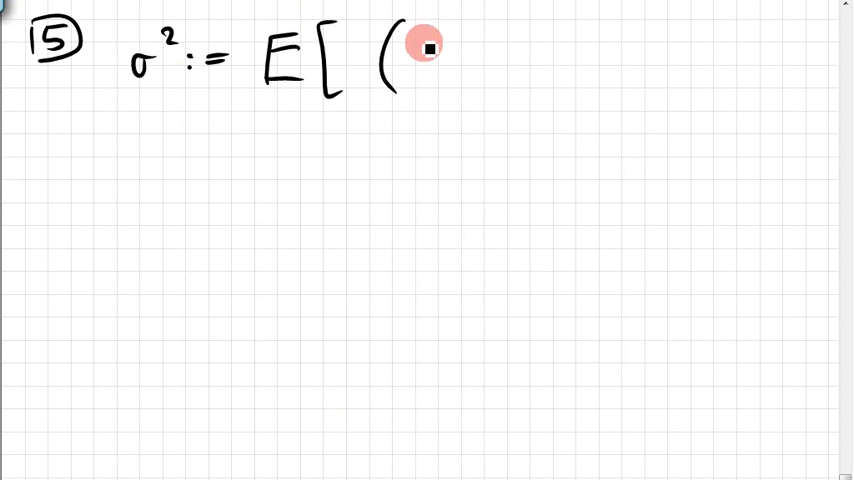 ⑮ σ² := E[ (